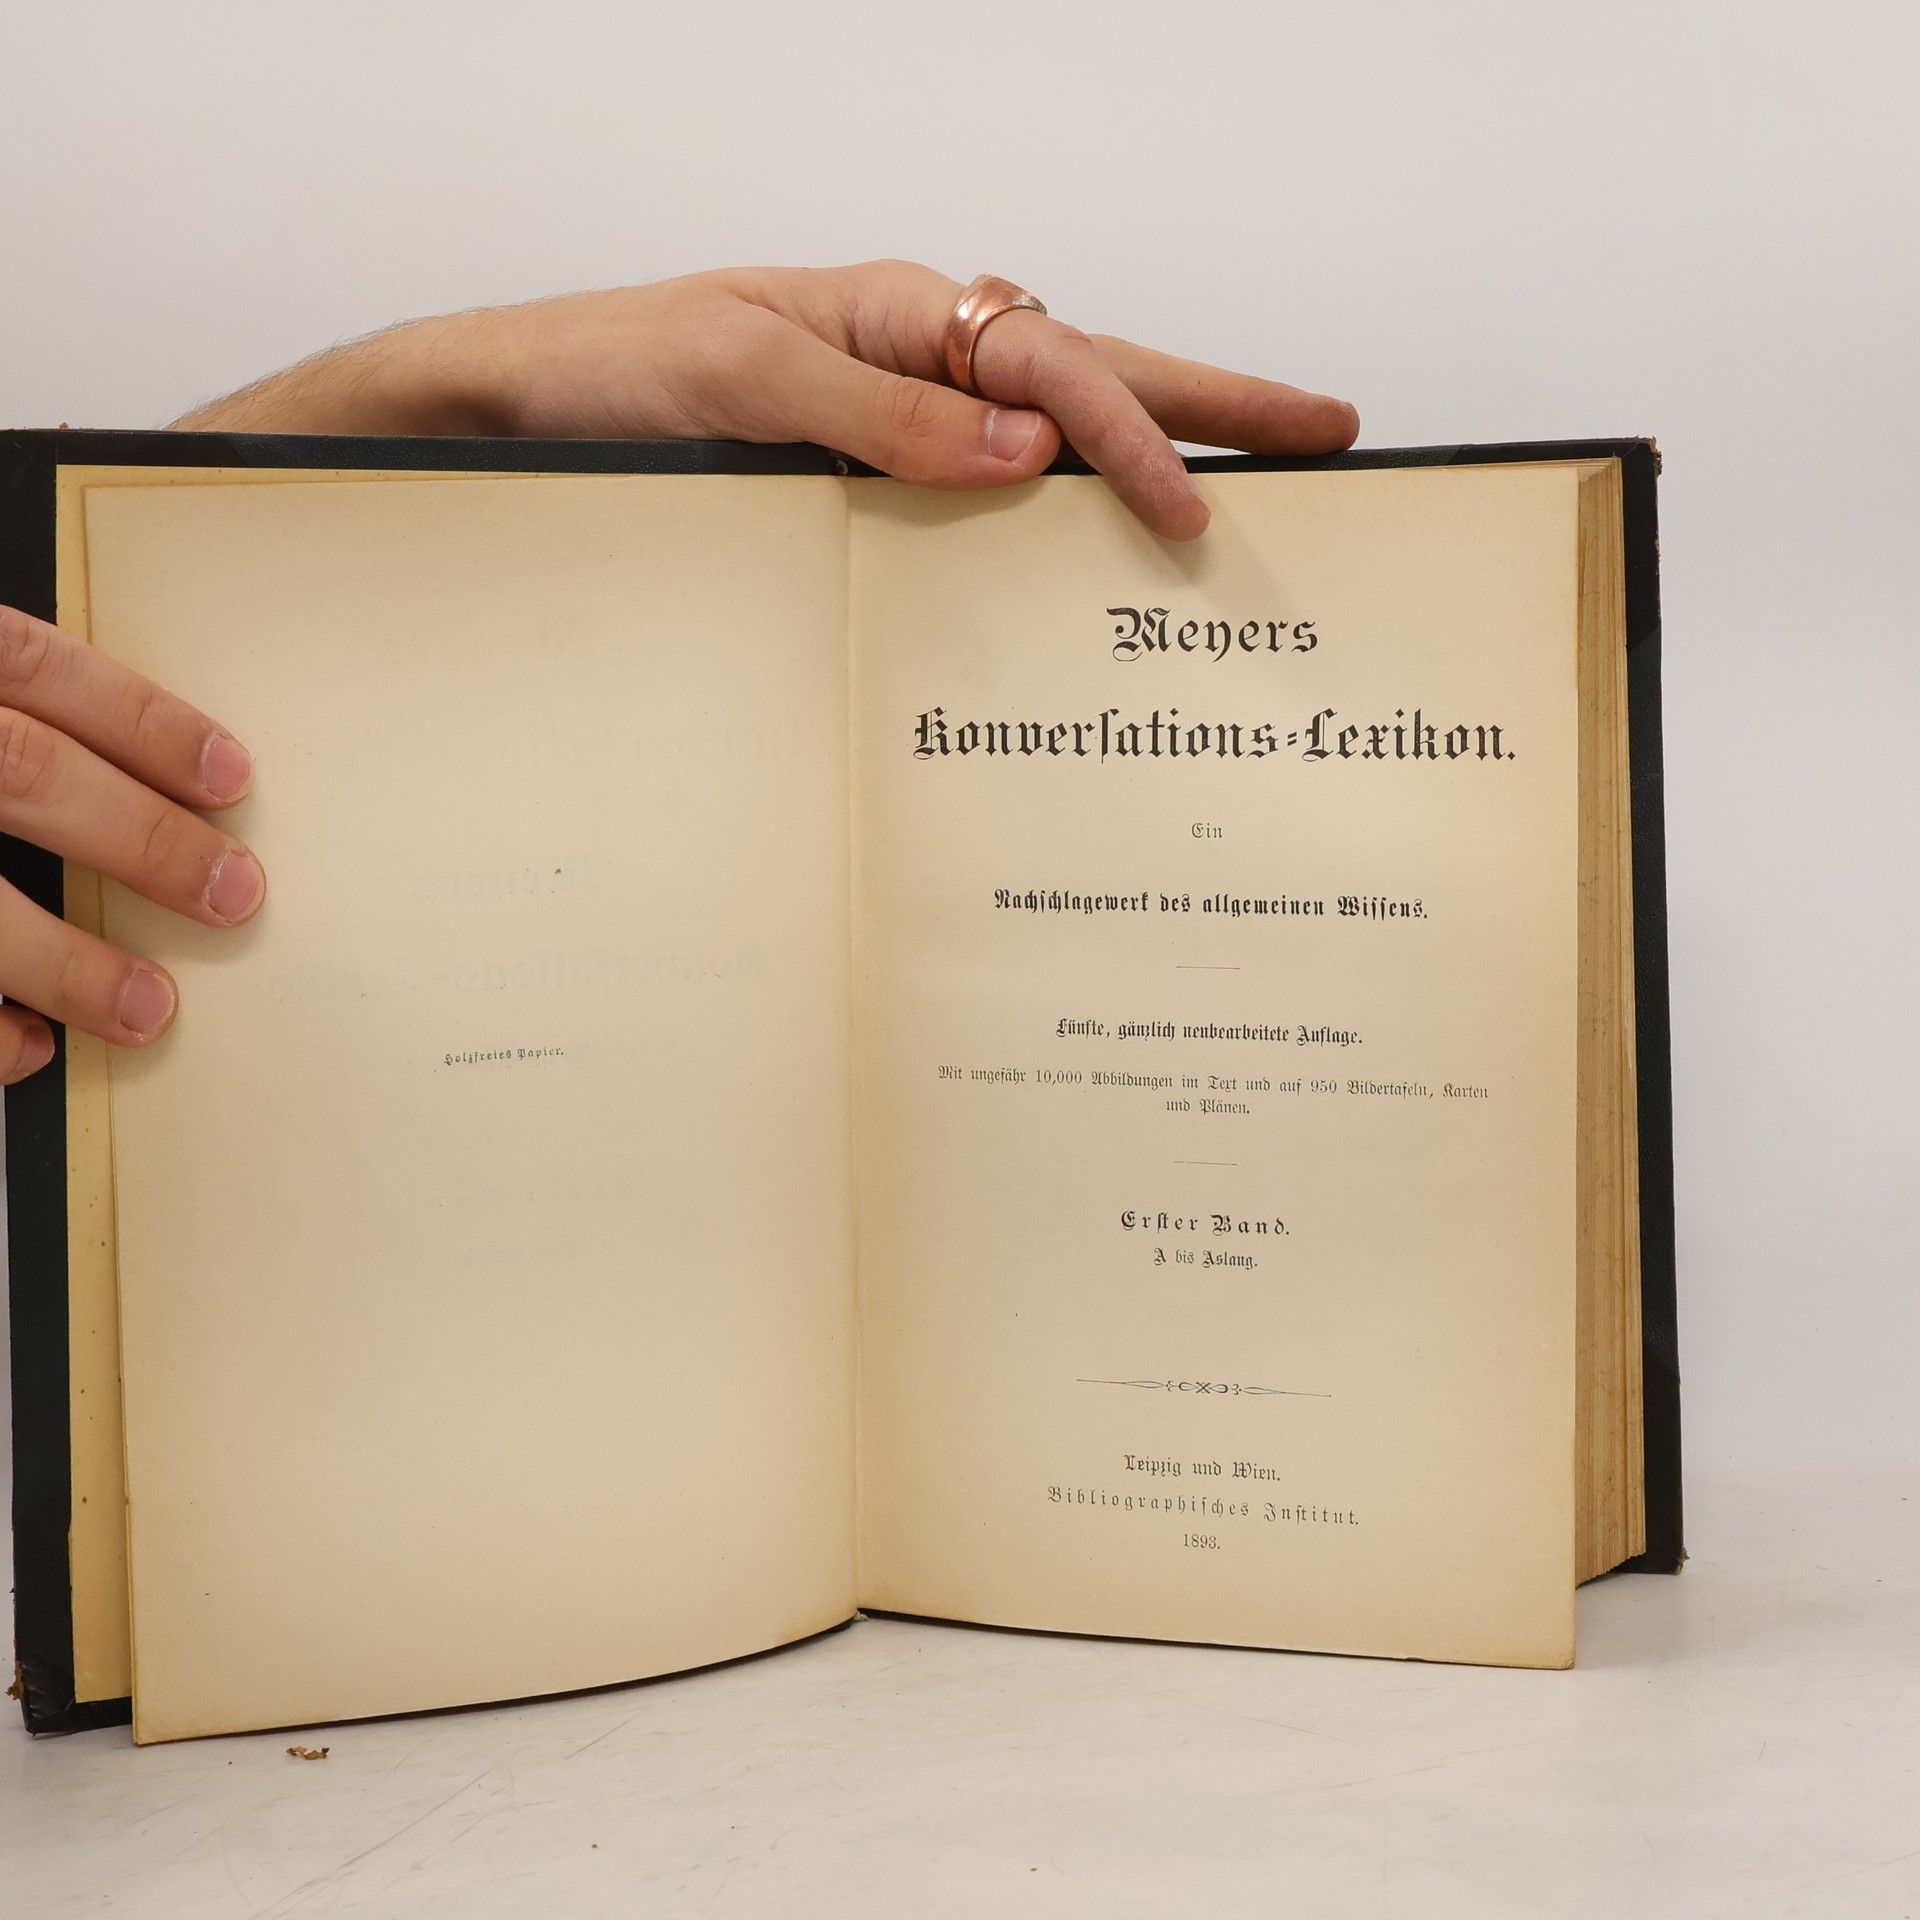 Holzfreies Papier.
Meyers
Konverſations-Lexikon.
Ein
Nachſchlagewerk des allgemeinen Wiſſens.
Fünfte, gänzlich neubearbeitete Auflage.
Mit ungefähr 10,000 Abbildungen im Text und auf 950 Bildertafeln, Karten
und Plänen.
Erſter Band.
A bis Aslang.
Leipzig und Wien.
Bibliographiſches Inſtitut.
1893.